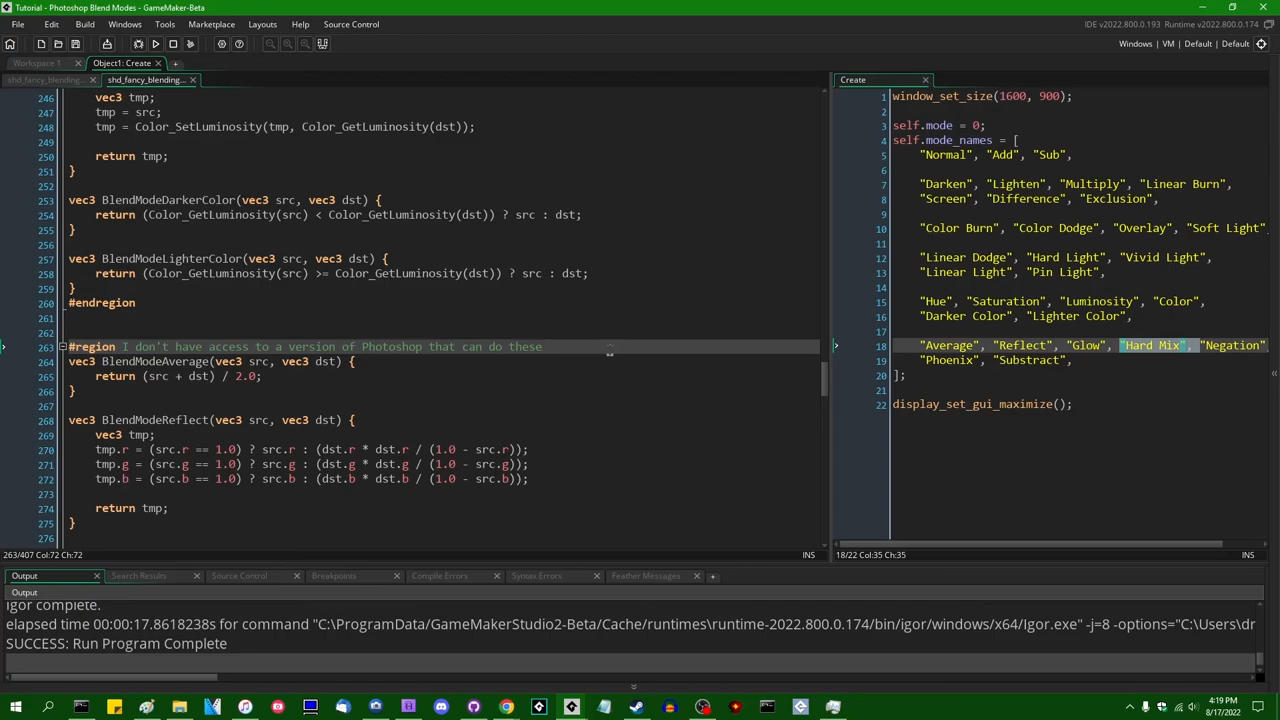 Tutorial - Photoshop Blend Modes - GameMaker-Beta
File Edit Build Windows Tools Marketplace Layouts Help Source Control
IDE v2022.800.0.193 Runtime v2022.800.0.174
Windows | VM | Default | Default
Workspace 1
Object1: Create
shd_fancy_blending...
shd_fancy_blending...
246 vec3 tmp;
247 tmp = src;
248 tmp = Color_SetLuminosity(tmp, Color_GetLuminosity(dst));
249
250 return tmp;
251 }
252
253 vec3 BlendModeDarkerColor(vec3 src, vec3 dst) {
254 return (Color_GetLuminosity(src) < Color_GetLuminosity(dst)) ? src : dst;
255 }
256
257 vec3 BlendModeLighterColor(vec3 src, vec3 dst) {
258 return (Color_GetLuminosity(src) >= Color_GetLuminosity(dst)) ? src : dst;
259 }
260 #endregion
261
262
263 #region I don't have access to a version of Photoshop that can do these
264 vec3 BlendModeAverage(vec3 src, vec3 dst) {
265 return (src + dst) / 2.0;
266 }
267
268 vec3 BlendModeReflect(vec3 src, vec3 dst) {
269 vec3 tmp;
270 tmp.r = (src.r == 1.0) ? src.r : (dst.r * dst.r / (1.0 - src.r));
271 tmp.g = (src.g == 1.0) ? src.g : (dst.g * dst.g / (1.0 - src.g));
272 tmp.b = (src.b == 1.0) ? src.b : (dst.b * dst.b / (1.0 - src.b));
273
274 return tmp;
275 }
276
263/407 Col:72 Ch:72
INS
Create
1 window_set_size(1600, 900);
2
3 self.mode = 0;
4 self.mode_names = [
5 "Normal", "Add", "Sub",
6
7 "Darken", "Lighten", "Multiply", "Linear Burn",
8 "Screen", "Difference", "Exclusion",
9
10 "Color Burn", "Color Dodge", "Overlay", "Soft Light",
11
12 "Linear Dodge", "Hard Light", "Vivid Light",
13 "Linear Light", "Pin Light",
14
15 "Hue", "Saturation", "Luminosity", "Color",
16 "Darker Color", "Lighter Color",
17
18 "Average", "Reflect", "Glow", "Hard Mix", "Negation"
19 "Phoenix", "Substract",
20 ];
21
22 display_set_gui_maximize();
18/22 Col:35 Ch:35
INS
Output Search Results Source Control Breakpoints Compile Errors Syntax Errors Feather Messages
Output
igor complete.
elapsed time 00:00:17.8618238s for command "C:\ProgramData/GameMakerStudio2-Beta/Cache/runtimes\runtime-2022.800.0.174/bin/igor/windows/x64/Igor.exe" -j=8 -options="C:\Users\dr
SUCCESS: Run Program Complete
4:19 PM
8/17/2022